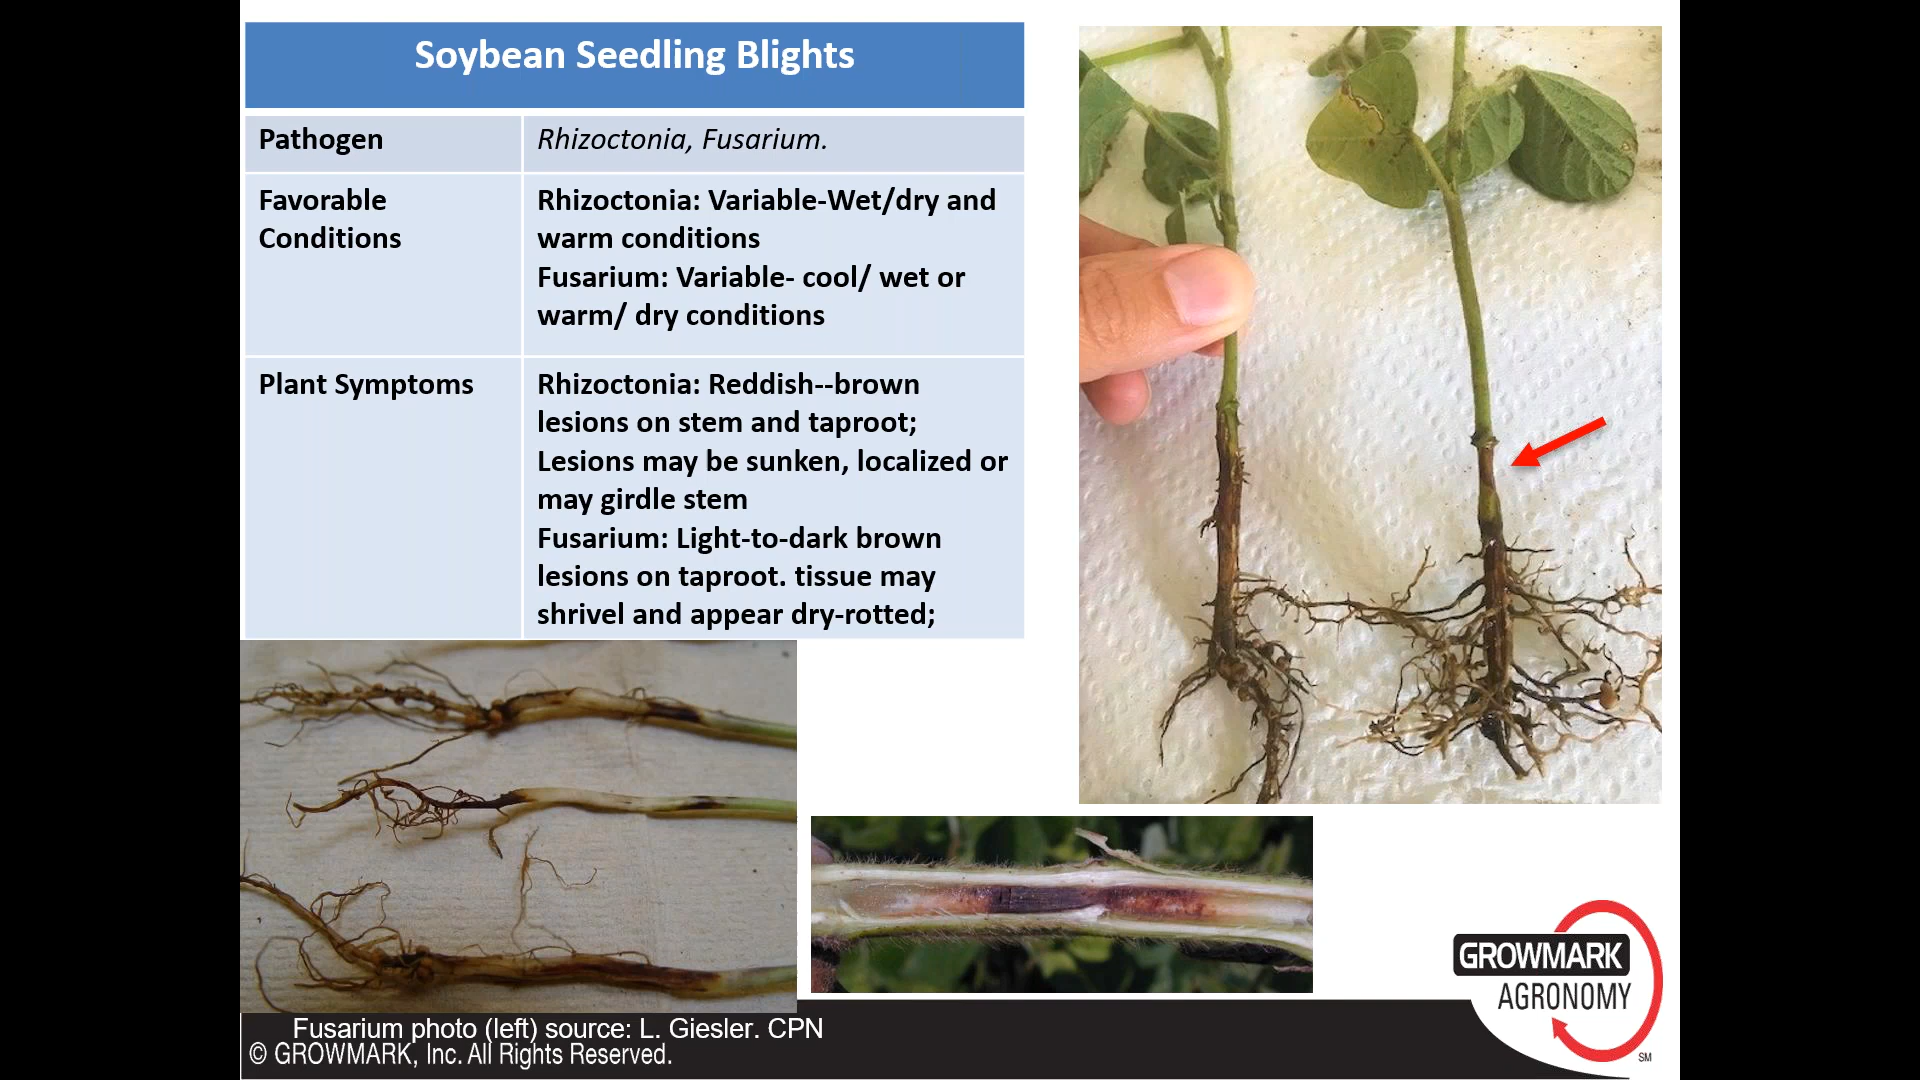 Soybean Seedling Blights
Pathogen
Rhizoctonia, Fusarium.
Favorable
Conditions
Rhizoctonia: Variable-Wet/dry and
warm conditions
Fusarium: Variable- cool/ wet or
warm/ dry conditions
Plant Symptoms
Rhizoctonia: Reddish--brown
lesions on stem and taproot;
Lesions may be sunken, localized or
may girdle stem
Fusarium: Light-to-dark brown
lesions on taproot. tissue may
shrivel and appear dry-rotted;
GROWMARK
AGRONOMY
SM
Fusarium photo (left) source: L. Giesler. CPN
© GROWMARK, Inc. All Rights Reserved.